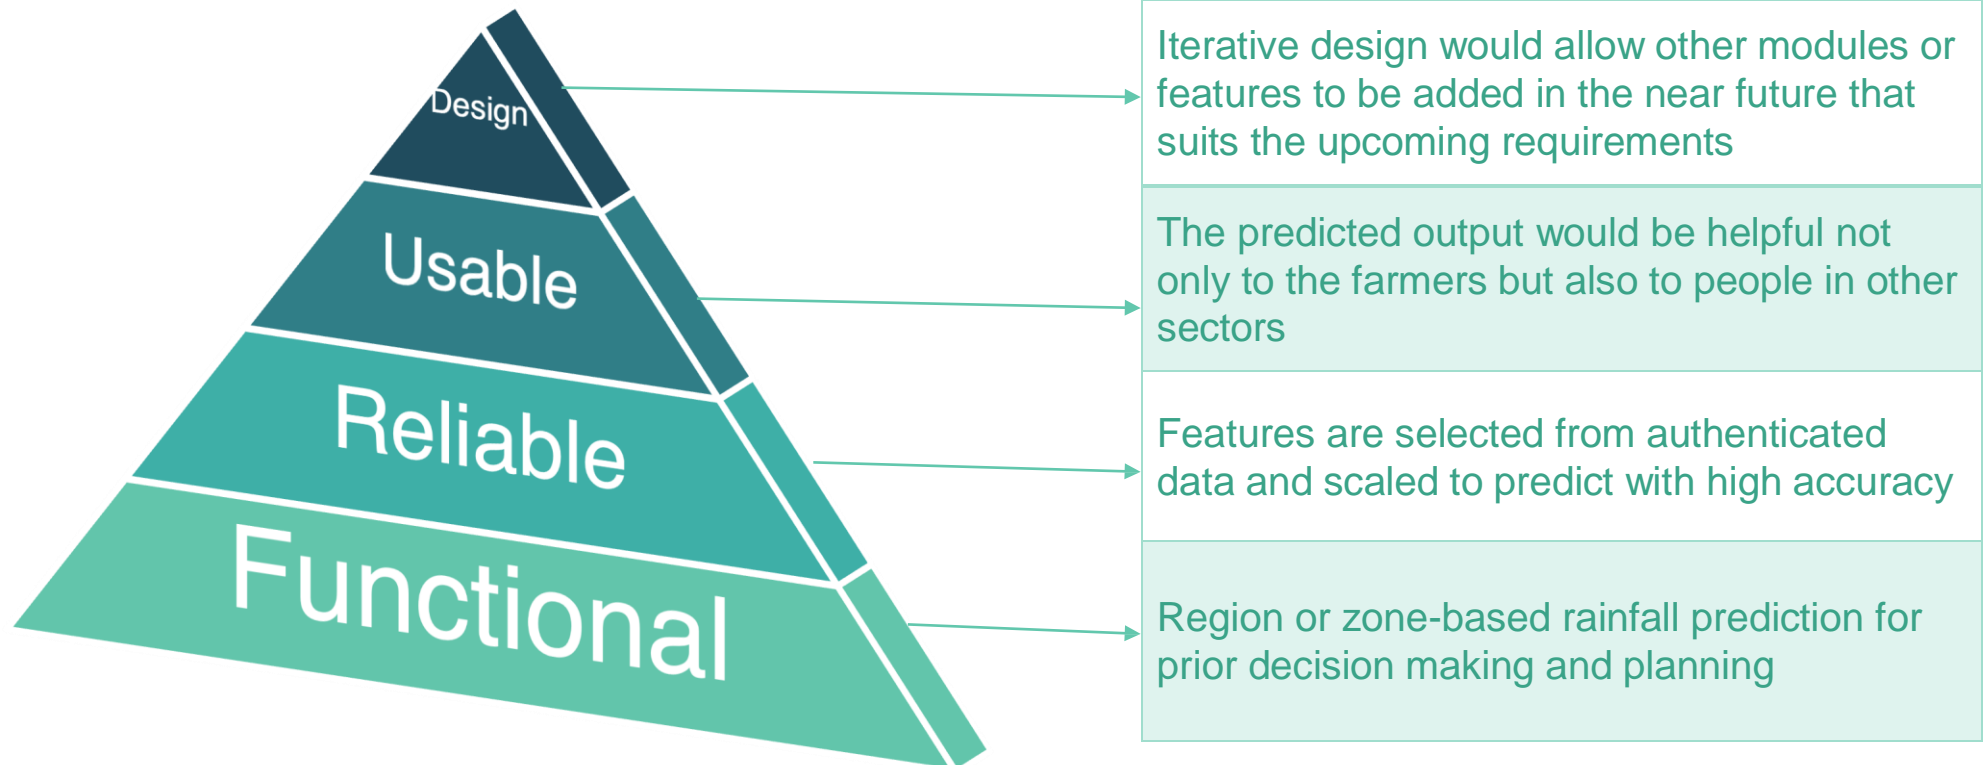 Design
Iterative design would allow other modules or
features to be added in the near future that
suits the upcoming requirements
Usable
The predicted output would be helpful not
only to the farmers but also to people in other
sectors
Reliable
Features are selected from authenticated
data and scaled to predict with high accuracy
Functional
Region or zone-based rainfall prediction for
prior decision making and planning